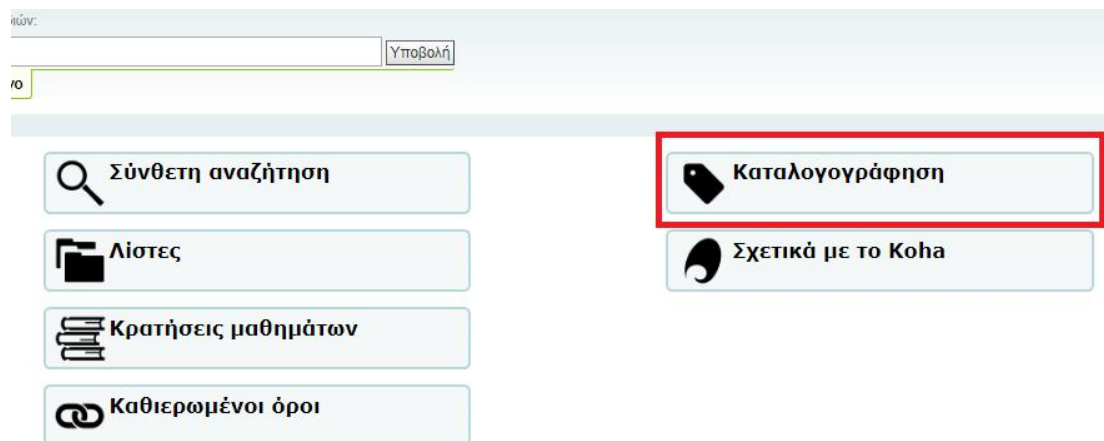 Υποβολή
Σύνθετη αναζήτηση
Καταλογογράφηση
Λίστες
Σχετικά με το Koha
Κρατήσεις μαθημάτων
Καθιερωμένοι όροι